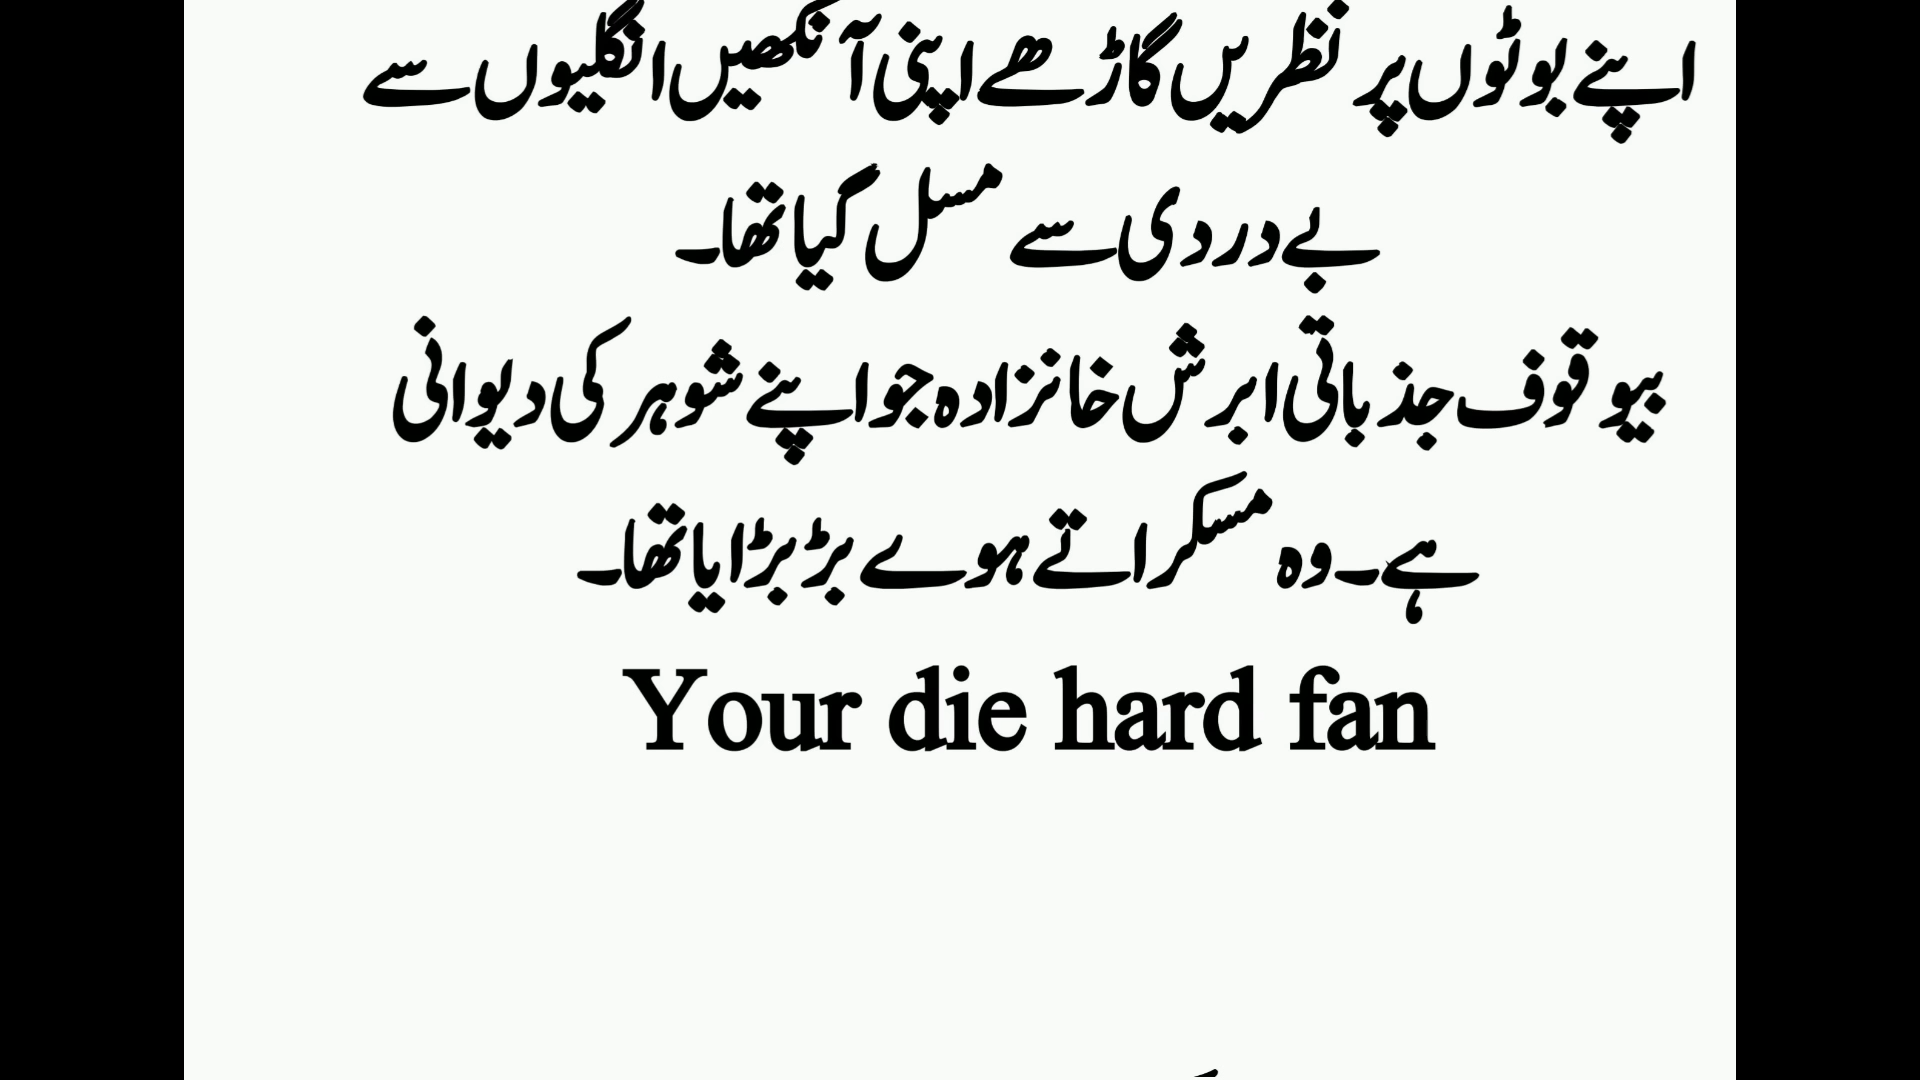 اپنے بوٹوں پر نظریں گاڑھے اپنی آنکھیں انگلیوں سے
بے دردی سے مسل گیا تھا۔
بیوقوف جذباتی ابرش خانزادہ جو اپنے شوہر کی دیوانی
ہے۔ وہ مسکراتے ہوے بڑبڑایا تھا۔
Your die hard fan